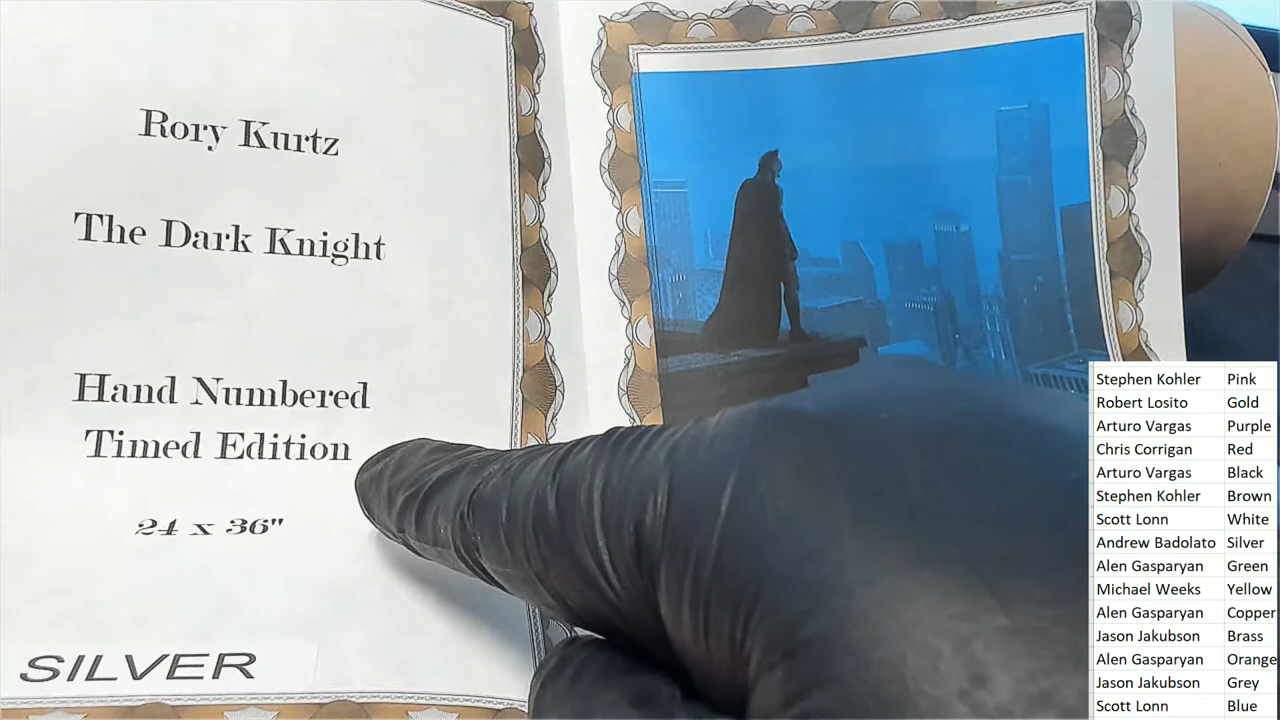 Rory Kurtz
The Dark Knight
Hand Numbered
Timed Edition
24 x 36"
SILVER
Stephen Kohler Pink
Robert Losito Gold
Arturo Vargas Purple
Chris Corrigan Red
Arturo Vargas Black
Stephen Kohler Brown
Scott Lonn White
Andrew Badolato Silver
Alen Gasparyan Green
Michael Weeks Yellow
Alen Gasparyan Copper
Jason Jakubson Brass
Alen Gasparyan Orange
Jason Jakubson Grey
Scott Lonn Blue